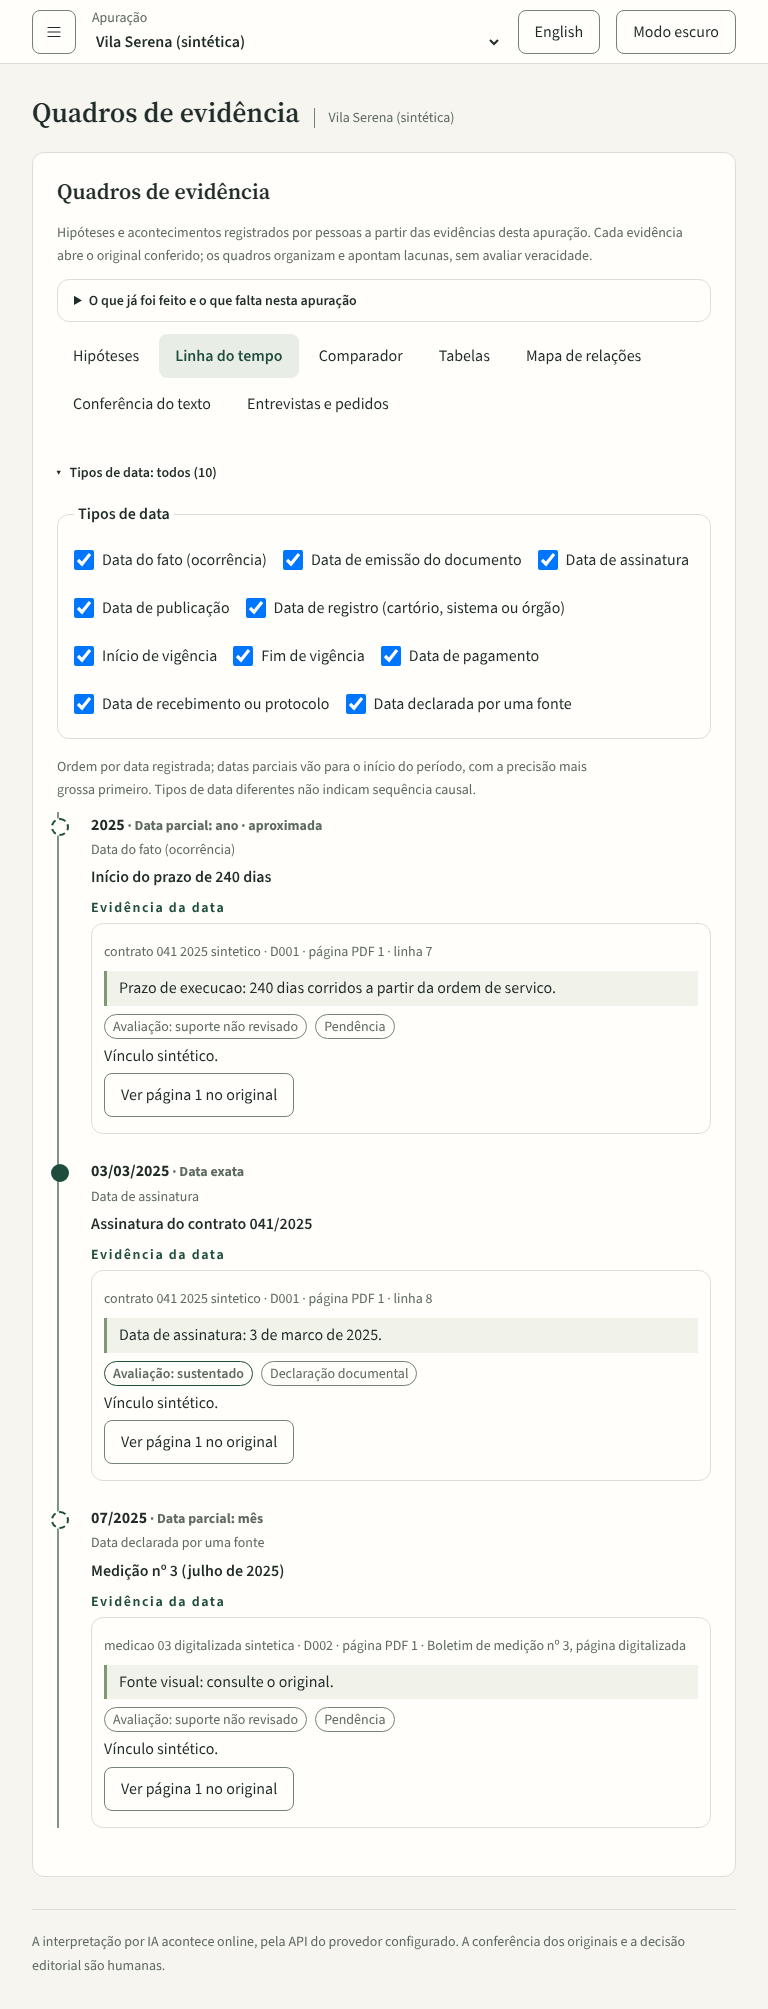 Apuração
Vila Serena (sintética)
English
Modo escuro
Quadros de evidência
Vila Serena (sintética)
Quadros de evidência
Hipóteses e acontecimentos registrados por pessoas a partir das evidências desta apuração. Cada evidência
abre o original conferido; os quadros organizam e apontam lacunas, sem avaliar veracidade.
O que já foi feito e o que falta nesta apuração
Hipóteses
Linha do tempo
Comparador
Tabelas
Mapa de relações
Conferência do texto
Entrevistas e pedidos
Tipos de data: todos (10)
Tipos de data
Data do fato (ocorrência)
Data de emissão do documento
Data de assinatura
Data de publicação
Data de registro (cartório, sistema ou órgão)
Início de vigência
Fim de vigência
Data de pagamento
Data de recebimento ou protocolo
Data declarada por uma fonte
Ordem por data registrada; datas parciais vão para o início do período, com a precisão mais
grossa primeiro. Tipos de data diferentes não indicam sequência causal.
2025 · Data parcial: ano · aproximada
Data do fato (ocorrência)
Início do prazo de 240 dias
Evidência da data
contrato 041 2025 sintetico · D001 · página PDF 1 · linha 7
Prazo de execucao: 240 dias corridos a partir da ordem de servico.
Avaliação: suporte não revisado
Pendência
Vínculo sintético.
Ver página 1 no original
03/03/2025 · Data exata
Data de assinatura
Assinatura do contrato 041/2025
Evidência da data
contrato 041 2025 sintetico · D001 · página PDF 1 · linha 8
Data de assinatura: 3 de marco de 2025.
Avaliação: sustentado
Declaração documental
Vínculo sintético.
Ver página 1 no original
07/2025 · Data parcial: mês
Data declarada por uma fonte
Medição nº 3 (julho de 2025)
Evidência da data
medicao 03 digitalizada sintetica · D002 · página PDF 1 · Boletim de medição nº 3, página digitalizada
Fonte visual: consulte o original.
Avaliação: suporte não revisado
Pendência
Vínculo sintético.
Ver página 1 no original
A interpretação por IA acontece online, pela API do provedor configurado. A conferência dos originais e a decisão
editorial são humanas.